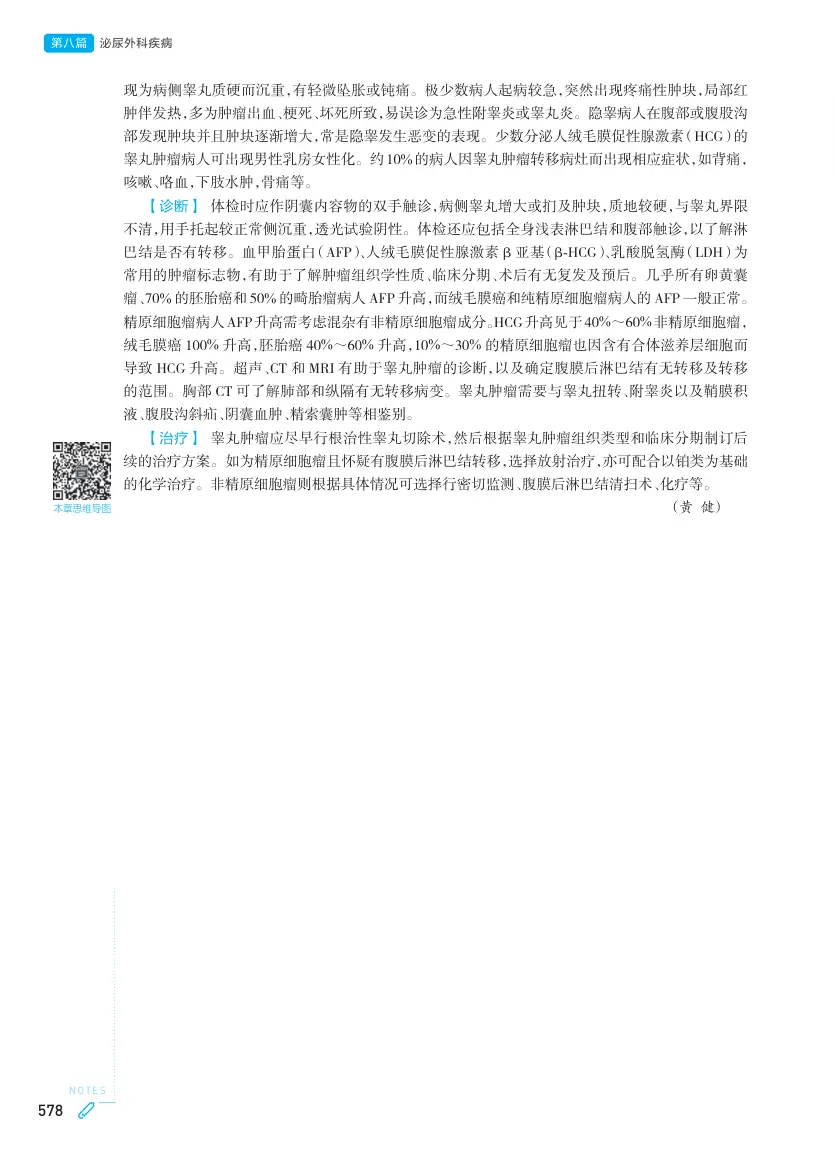 第八篇 泌尿外科疾病
现为病侧睾丸质硬而沉重，有轻微坠胀或钝痛。极少数病人起病较急，突然出现疼痛性肿块，局部红
肿伴发热，多为肿瘤出血、梗死、坏死所致，易误诊为急性附睾炎或睾丸炎。隐睾病人在腹部或腹股沟
部发现肿块并且肿块逐渐增大，常是隐睾发生恶变的表现。少数分泌人绒毛膜促性腺激素（HCG）的
睾丸肿瘤病人可出现男性乳房女性化。约10%的病人因睾丸肿瘤转移病灶而出现相应症状，如背痛，
咳嗽、咯血，下肢水肿，骨痛等。
【诊断】 体检时应作阴囊内容物的双手触诊，病侧睾丸增大或扪及肿块，质地较硬，与睾丸界限
不清，用手托起较正常侧沉重，透光试验阴性。体检还应包括全身浅表淋巴结和腹部触诊，以了解淋
巴结是否有转移。血甲胎蛋白（AFP）、人绒毛膜促性腺激素β亚基（β-HCG）、乳酸脱氢酶（LDH）为
常用的肿瘤标志物，有助于了解肿瘤组织学性质、临床分期、术后有无复发及预后。几乎所有卵黄囊
瘤、70%的胚胎癌和50%的畸胎瘤病人AFP升高，而绒毛膜癌和纯精原细胞瘤病人的AFP一般正常。
精原细胞瘤病人AFP升高需考虑混杂有非精原细胞瘤成分。HCG升高见于40%～60%非精原细胞瘤，
绒毛膜癌100%升高，胚胎癌40%～60%升高，10%～30%的精原细胞瘤也因含有合体滋养层细胞而
导致HCG升高。超声、CT和MRI有助于睾丸肿瘤的诊断，以及确定腹膜后淋巴结有无转移及转移
的范围。胸部CT可了解肺部和纵隔有无转移病变。睾丸肿瘤需要与睾丸扭转、附睾炎以及鞘膜积
液、腹股沟斜疝、阴囊血肿、精索囊肿等相鉴别。
【治疗】 睾丸肿瘤应尽早行根治性睾丸切除术，然后根据睾丸肿瘤组织类型和临床分期制订后
续的治疗方案。如为精原细胞瘤且怀疑有腹膜后淋巴结转移，选择放射治疗，亦可配合以铂类为基础
的化学治疗。非精原细胞瘤则根据具体情况可选择行密切监测、腹膜后淋巴结清扫术、化疗等。
本章思维导图
（黄 健）
NOTES
578